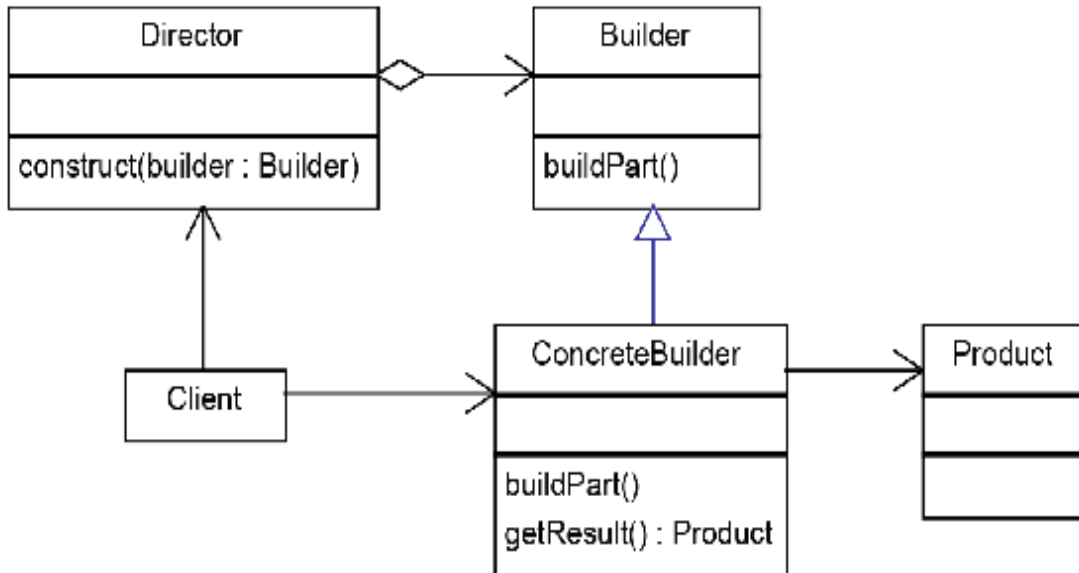 Director
Builder
construct(builder : Builder)
buildPart()
ConcreteBuilder
Product
Client
buildPart()
getResult() : Product